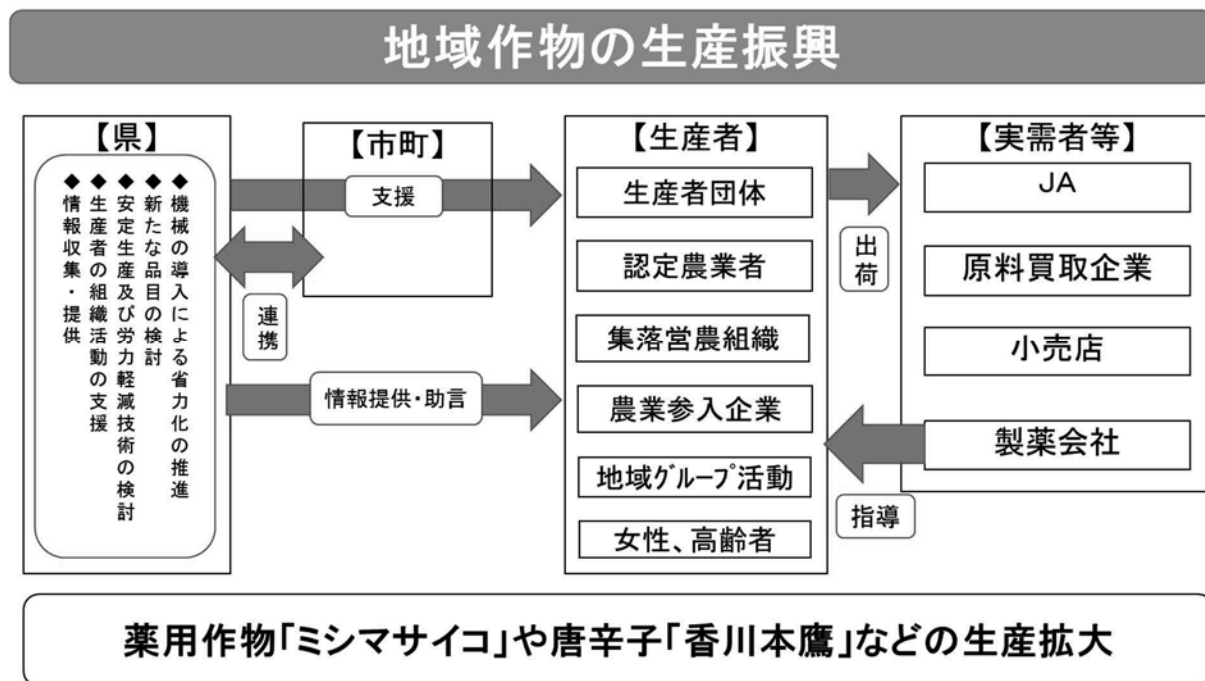 地域作物の生産振興
【県】
◆機械の導入による省力化の推進
◆新たな品目の検討
◆安定生産及び労力軽減技術の検討
◆生産者の組織活動の支援
◆情報収集・提供
【市町】
支援
連携
情報提供・助言
【生産者】
生産者団体
認定農業者
集落営農組織
農業参入企業
地域グループ活動
女性、高齢者
出荷
指導
【実需者等】
JA
原料買取企業
小売店
製薬会社
薬用作物「ミシマサイコ」や唐辛子「香川本鷹」などの生産拡大